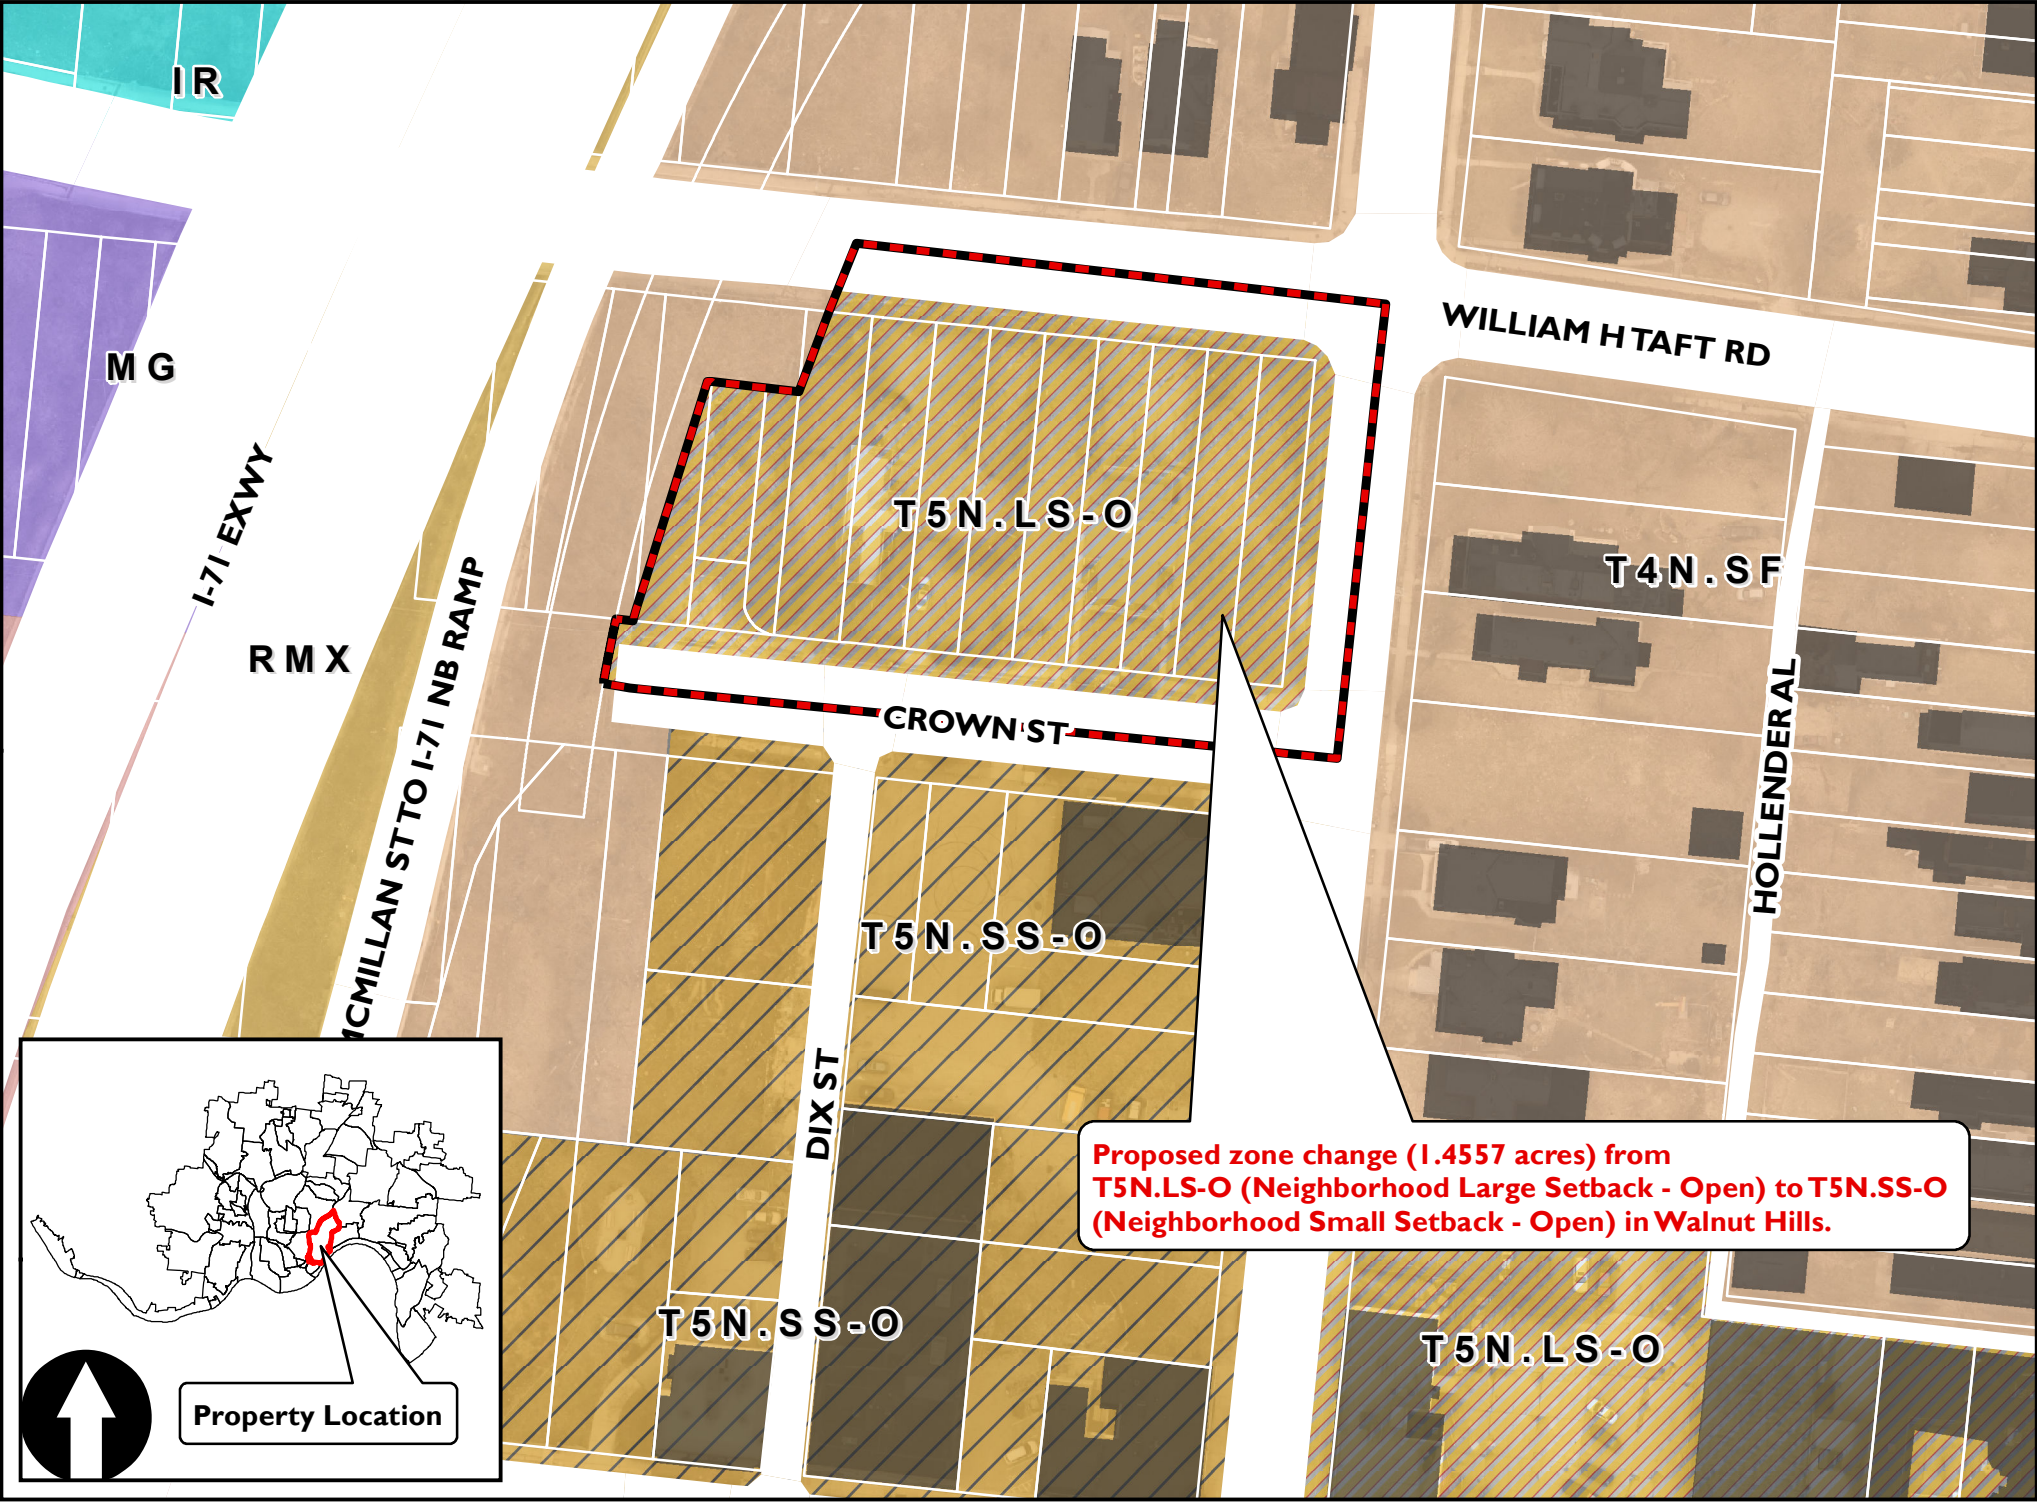 IR
WILLIAM H TAFT RD
MG
I-71 EXWY
T5N.LS-O
T4N.SF
RMX
MCMILLAN ST TO I-71 NB RAMP
CROWN ST
HOLLENDER AL
T5N.SS-O
DIX ST
Proposed zone change (1.4557 acres) from
T5N.LS-O (Neighborhood Large Setback - Open) to T5N.SS-O
(Neighborhood Small Setback - Open) in Walnut Hills.
T5N.SS-O
T5N.LS-O
Property Location